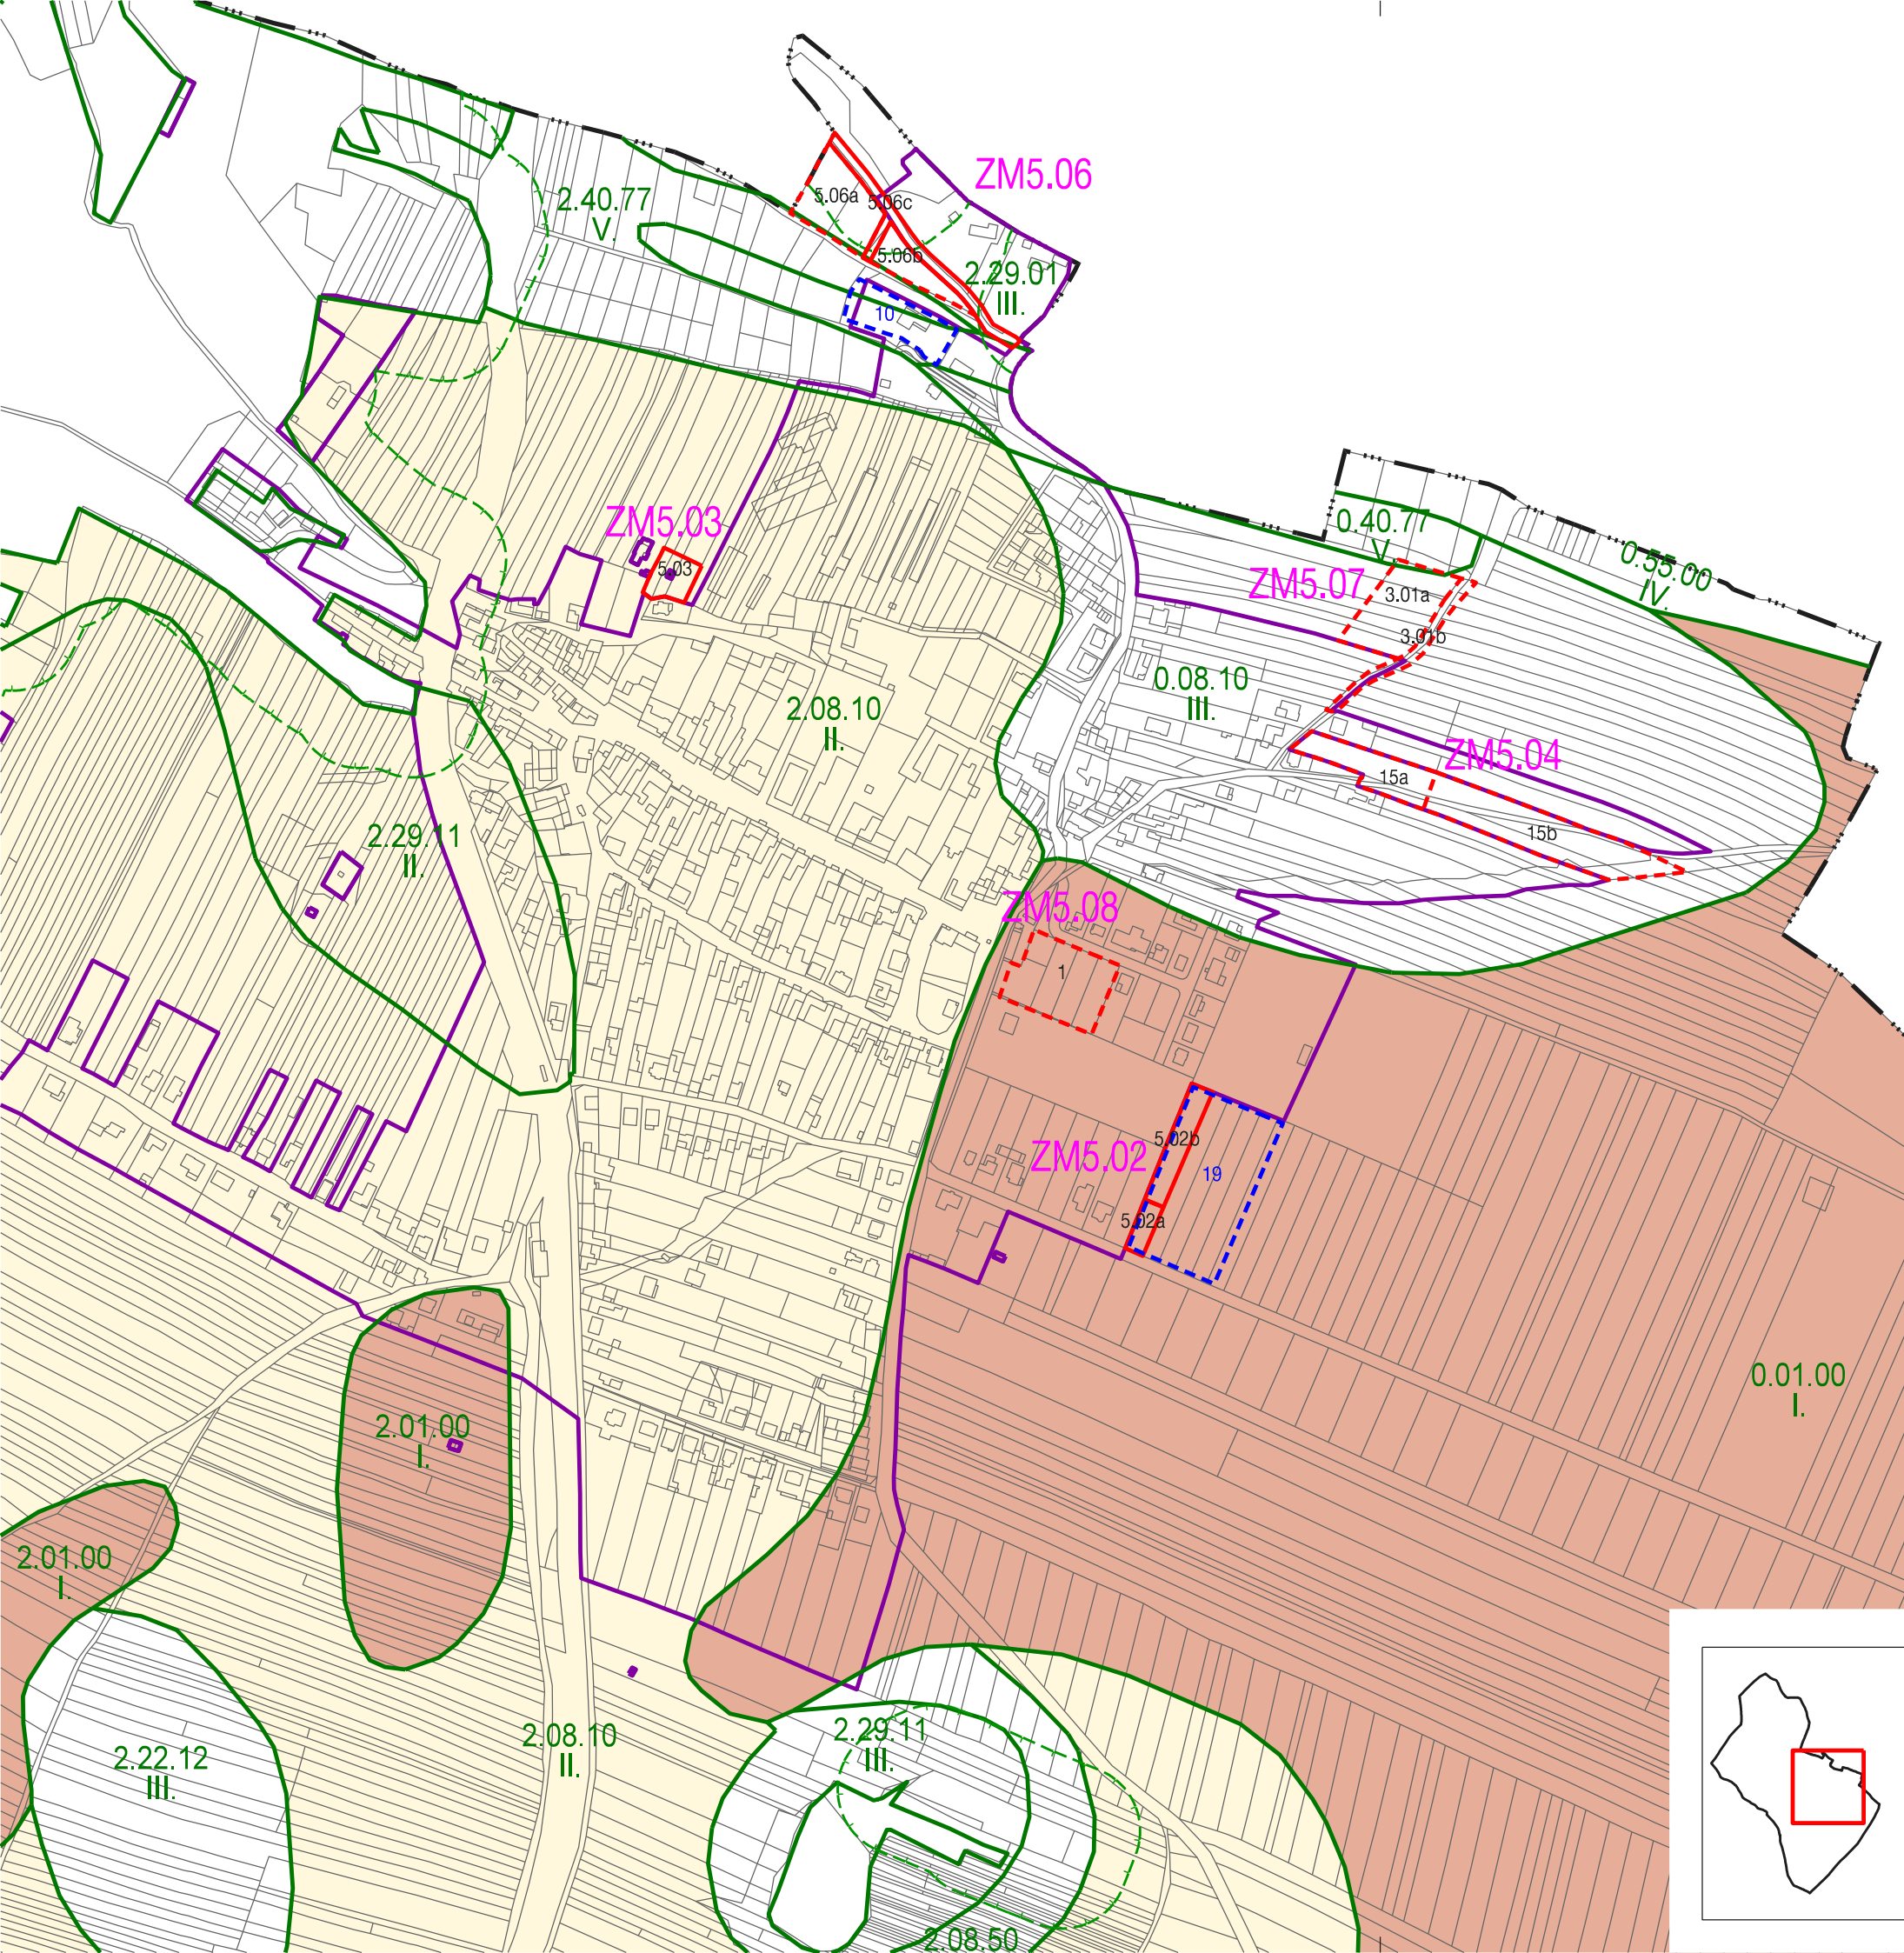 ZM5.06
5.06a
5.06c
2.40.77
V.
5.06b
2.29.01
III.
10
ZM5.03
0.40.77
V.
0.55.00
IV.
5.03
ZM5.07
3.01a
3.01b
0.08.10
III.
2.08.10
II.
ZM5.04
15a
15b
2.29.11
II.
ZM5.08
1
5.02b
ZM5.02
19
5.02a
0.01.00
I.
2.01.00
I.
2.01.00
I.
2.08.10
II.
2.29.11
III.
2.22.12
III.
2.08.50